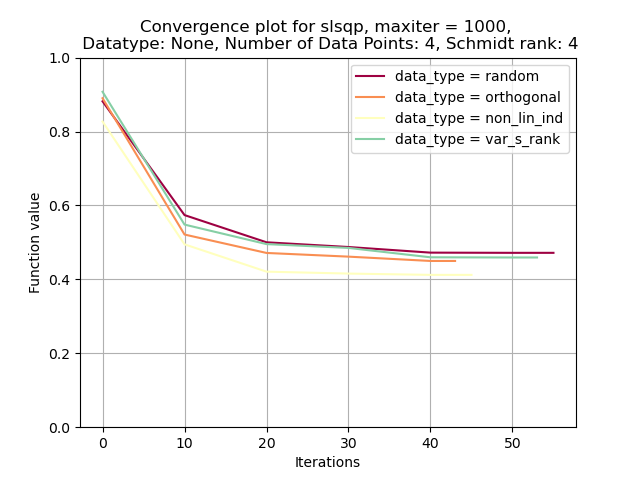 Convergence plot for slsqp, maxiter = 1000,
Datatype: None, Number of Data Points: 4, Schmidt rank: 4
data_type = random
data_type = orthogonal
data_type = non_lin_ind
data_type = var_s_rank
Function value
1.0
0.8
0.6
0.4
0.2
0.0
0 10 20 30 40 50
Iterations